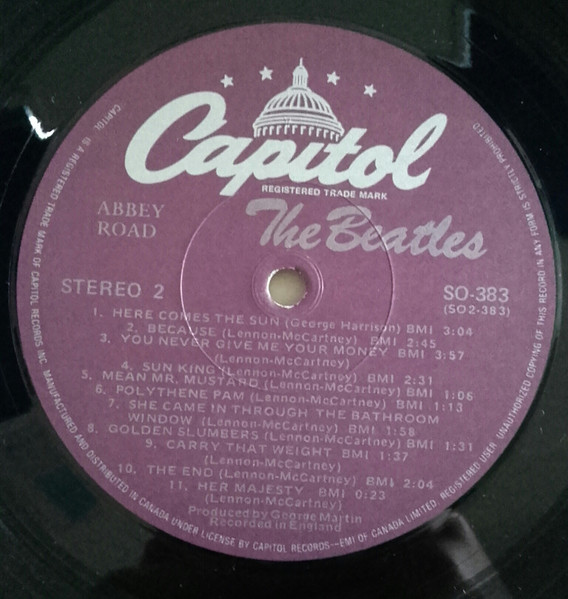 Capitol
REGISTERED TRADE MARK
The Beatles
ABBEY
ROAD
STEREO 2
SO-383
(SO2-383)
1. HERE COMES THE SUN (George Harrison) BMI 3:04
2. BECAUSE (Lennon-McCartney) BMI 2:45
3. YOU NEVER GIVE ME YOUR MONEY BMI 3:57
(Lennon-McCartney)
4. SUN KING (Lennon-McCartney) BMI 2:31
5. MEAN MR. MUSTARD (Lennon-McCartney) BMI 1:06
6. POLYTHENE PAM (Lennon-McCartney) BMI 1:13
7. SHE CAME IN THROUGH THE BATHROOM
WINDOW (Lennon-McCartney) BMI 1:58
8. GOLDEN SLUMBERS (Lennon-McCartney) BMI 1:31
9. CARRY THAT WEIGHT BMI 1:37
(Lennon-McCartney)
10. THE END (Lennon-McCartney) BMI 2:04
11. HER MAJESTY BMI 0:23
(Lennon-McCartney)
Produced by George Martin
Recorded in England
CAPITOL IS A REGISTERED TRADE MARK OF CAPITOL RECORDS INC. MANUFACTURED AND DISTRIBUTED IN CANADA UNDER LICENSE BY CAPITOL RECORDS—EMI OF CANADA LIMITED, REGISTERED USER. UNAUTHORIZED COPYING OF THIS RECORD IN ANY FORM IS STRICTLY PROHIBITED